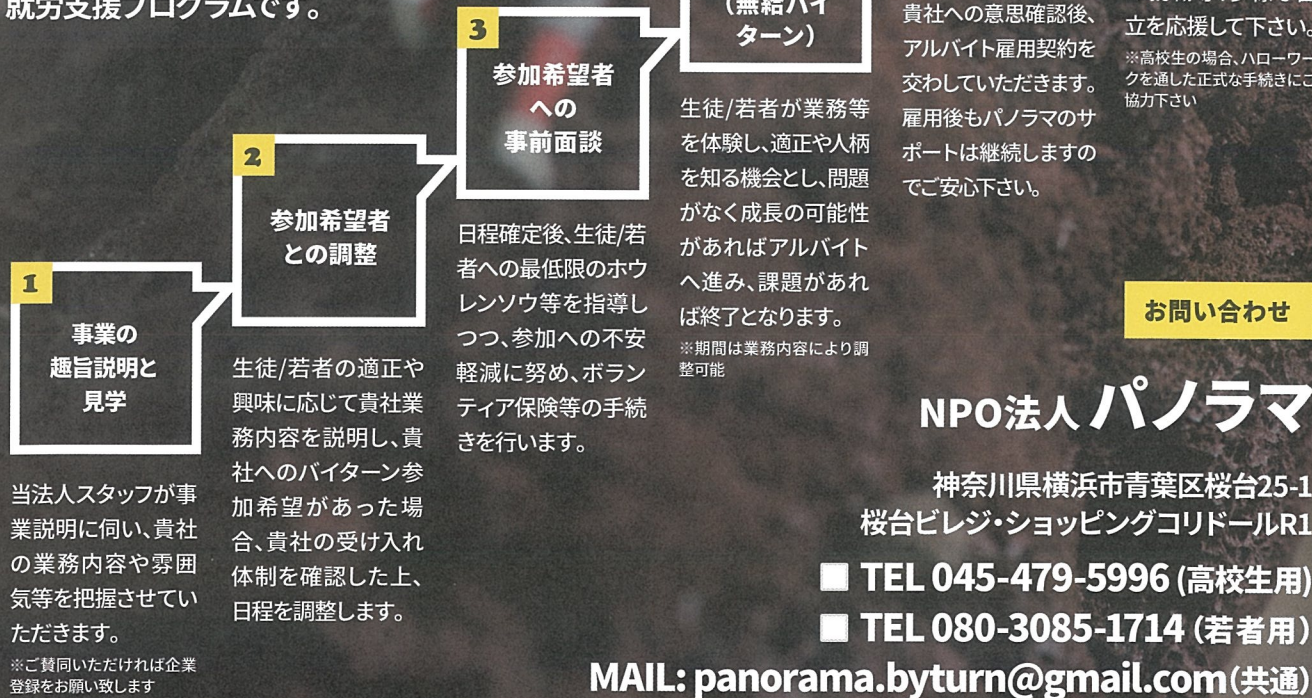 就労支援プログラムです。
1
事業の
趣旨説明と
見学
当法人スタッフが事
業説明に伺い、貴社
の業務内容や雰囲
気等を把握させてい
ただきます。
※ご賛同いただければ企業
登録をお願い致します
2
参加希望者
との調整
生徒/若者の適正や
興味に応じて貴社業
務内容を説明し、貴
社へのバイターン参
加希望があった場
合、貴社の受け入れ
体制を確認した上、
日程を調整します。
3
参加希望者
への
事前面談
日程確定後、生徒/若
者への最低限のホウ
レンソウ等を指導し
つつ、参加への不安
軽減に努め、ボラン
ティア保険等の手続
きを行います。
(無給バイ
ターン)
生徒/若者が業務等
を体験し、適正や人柄
を知る機会とし、問題
がなく成長の可能性
があればアルバイト
へ進み、課題があれ
ば終了となります。
※期間は業務内容により調
整可能
貴社への意思確認後、
アルバイト雇用契約を
交わしていただきます。
雇用後もパノラマのサ
ポートは継続しますの
でご安心下さい。
立を応援して下さい。
※高校生の場合、ハローワー
クを通した正式な手続きにご
協力下さい
お問い合わせ
NPO法人 パノラマ
神奈川県横浜市青葉区桜台25-1
桜台ビレジ・ショッピングコリドールR1
■ TEL 045-479-5996 (高校生用)
■ TEL 080-3085-1714 (若者用)
MAIL: panorama.byturn@gmail.com(共通)